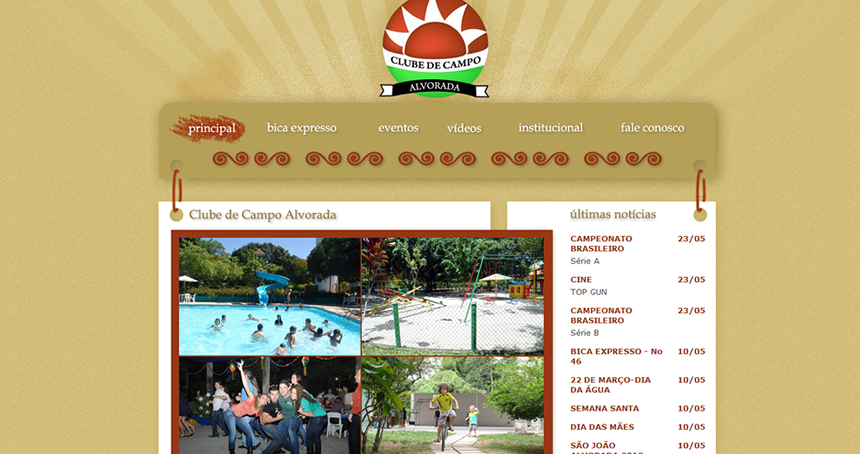 CLUBE DE CAMPO
ALVORADA
principal
bica expresso
eventos
vídeos
institucional
fale conosco
Clube de Campo Alvorada
últimas notícias
CAMPEONATO 23/05
BRASILEIRO
Série A
CINE 23/05
TOP GUN
CAMPEONATO 23/05
BRASILEIRO
Série B
BICA EXPRESSO - No 10/05
46
22 DE MARÇO-DIA 10/05
DA ÁGUA
SEMANA SANTA 10/05
DIA DAS MÃES 10/05
SÃO JOÃO 10/05
ALVORADA 2013